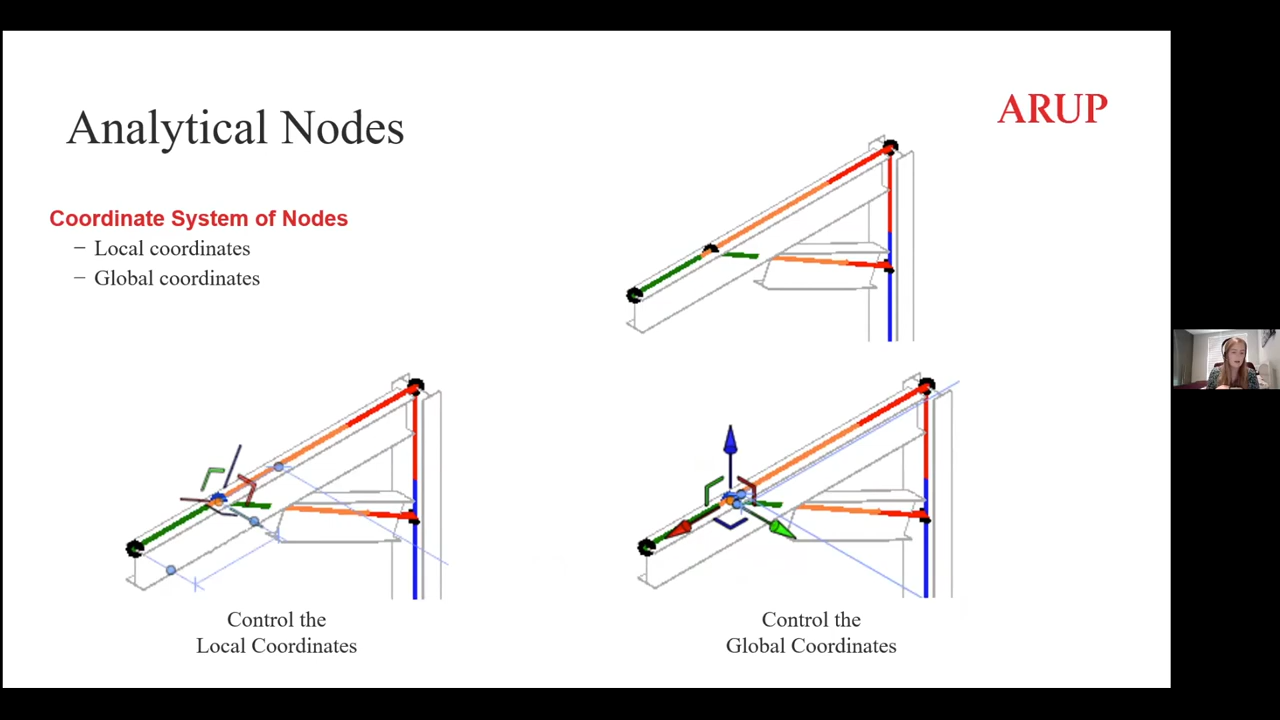 Analytical Nodes
ARUP
Coordinate System of Nodes
– Local coordinates
– Global coordinates
Control the
Local Coordinates
Control the
Global Coordinates